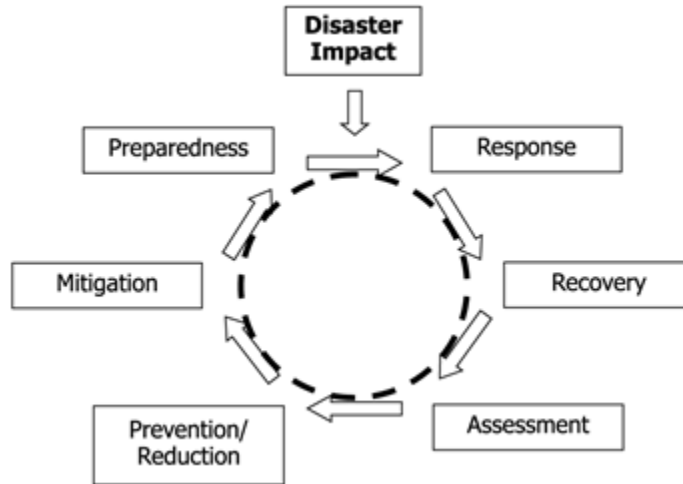 Disaster
Impact
Preparedness
Response
Mitigation
Recovery
Prevention/
Reduction
Assessment